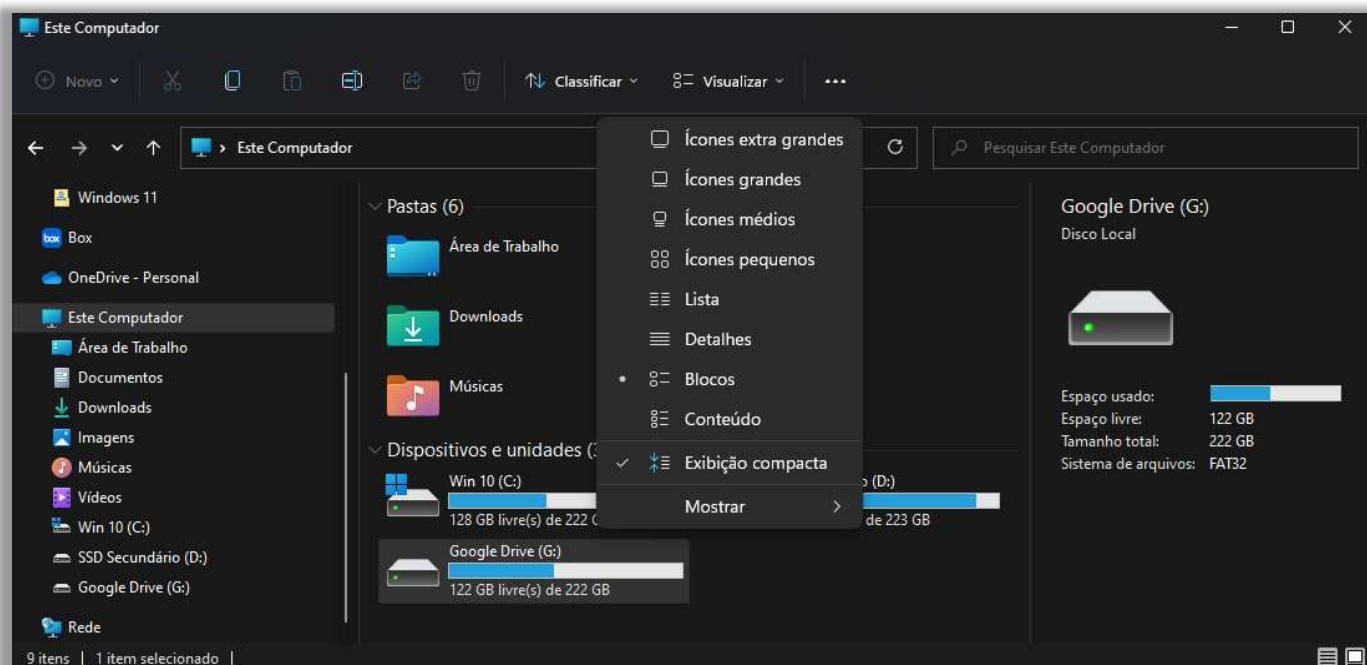 Este Computador
Novo
Classificar
Visualizar
Este Computador
Pesquisar Este Computador
Windows 11
box Box
OneDrive - Personal
Este Computador
Área de Trabalho
Documentos
Downloads
Imagens
Músicas
Vídeos
Win 10 (C:)
SSD Secundário (D:)
Google Drive (G:)
Rede
Pastas (6)
Área de Trabalho
Downloads
Músicas
Dispositivos e unidades (
Win 10 (C:)
128 GB livre(s) de 222
(D:)
de 223 GB
Google Drive (G:)
122 GB livre(s) de 222 GB
Ícones extra grandes
Ícones grandes
Ícones médios
Ícones pequenos
Lista
Detalhes
Blocos
Conteúdo
Exibição compacta
Mostrar
Google Drive (G:)
Disco Local
Espaço usado:
Espaço livre: 122 GB
Tamanho total: 222 GB
Sistema de arquivos: FAT32
9 itens | 1 item selecionado |